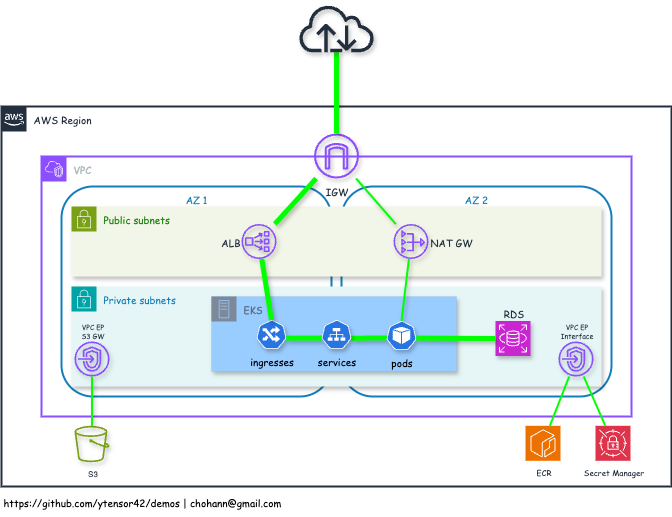 aws
AWS Region
VPC
IGW
AZ 1
AZ 2
Public subnets
ALB
NAT GW
Private subnets
EKS
RDS
VPC EP
S3 GW
VPC EP
Interface
ingresses
services
pods
S3
ECR
Secret Manager
https://github.com/ytensor42/demos | chohann@gmail.com